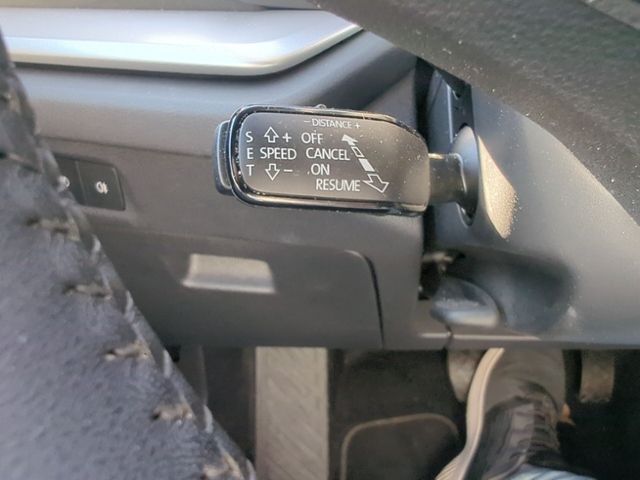 - DISTANCE +
S + OFF
E SPEED CANCEL
T - ON
RESUME